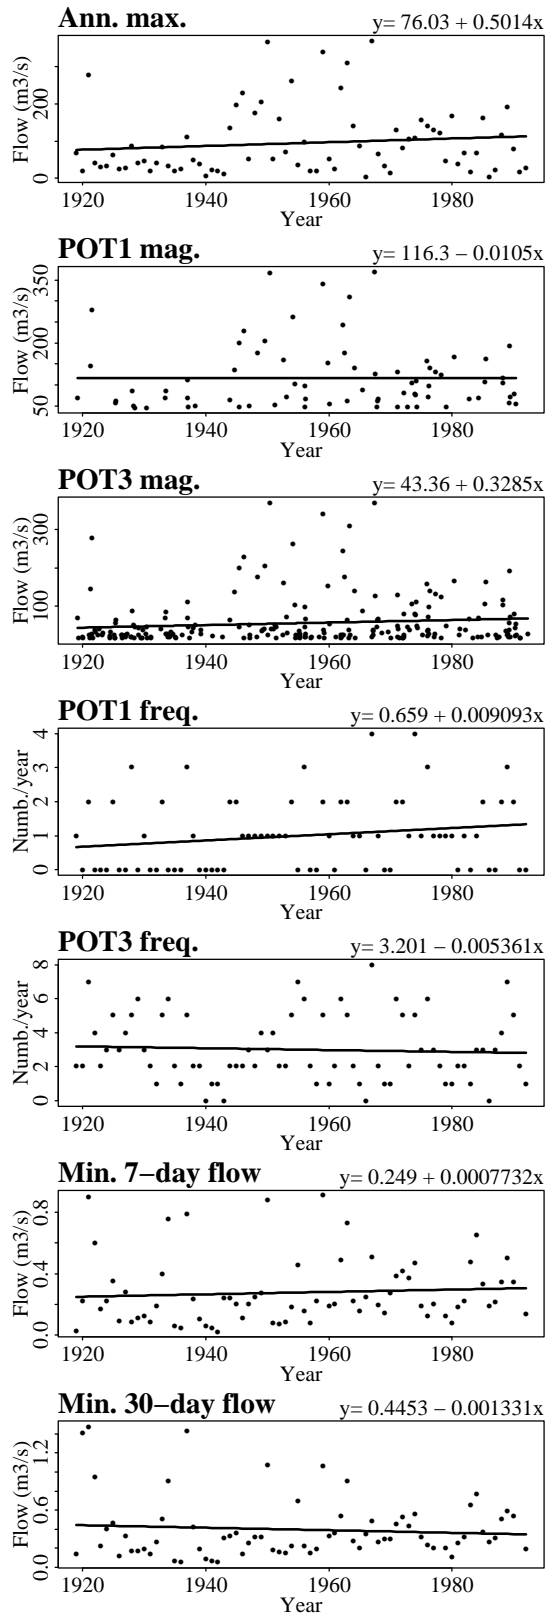 Ann. max. y= 76.03 + 0.5014x
Flow (m3/s)
0 200
1920 1940 1960 1980
Year
POT1 mag. y= 116.3 − 0.0105x
Flow (m3/s)
50 200 350
1920 1940 1960 1980
Year
POT3 mag. y= 43.36 + 0.3285x
Flow (m3/s)
100 300
1920 1940 1960 1980
Year
POT1 freq. y= 0.659 + 0.009093x
Numb./year
0 1 2 3 4
1920 1940 1960 1980
Year
POT3 freq. y= 3.201 − 0.005361x
Numb./year
0 2 4 6 8
1920 1940 1960 1980
Year
Min. 7−day flow y= 0.249 + 0.0007732x
Flow (m3/s)
0.0 0.4 0.8
1920 1940 1960 1980
Year
Min. 30−day flow y= 0.4453 − 0.001331x
Flow (m3/s)
0.0 0.6 1.2
1920 1940 1960 1980
Year